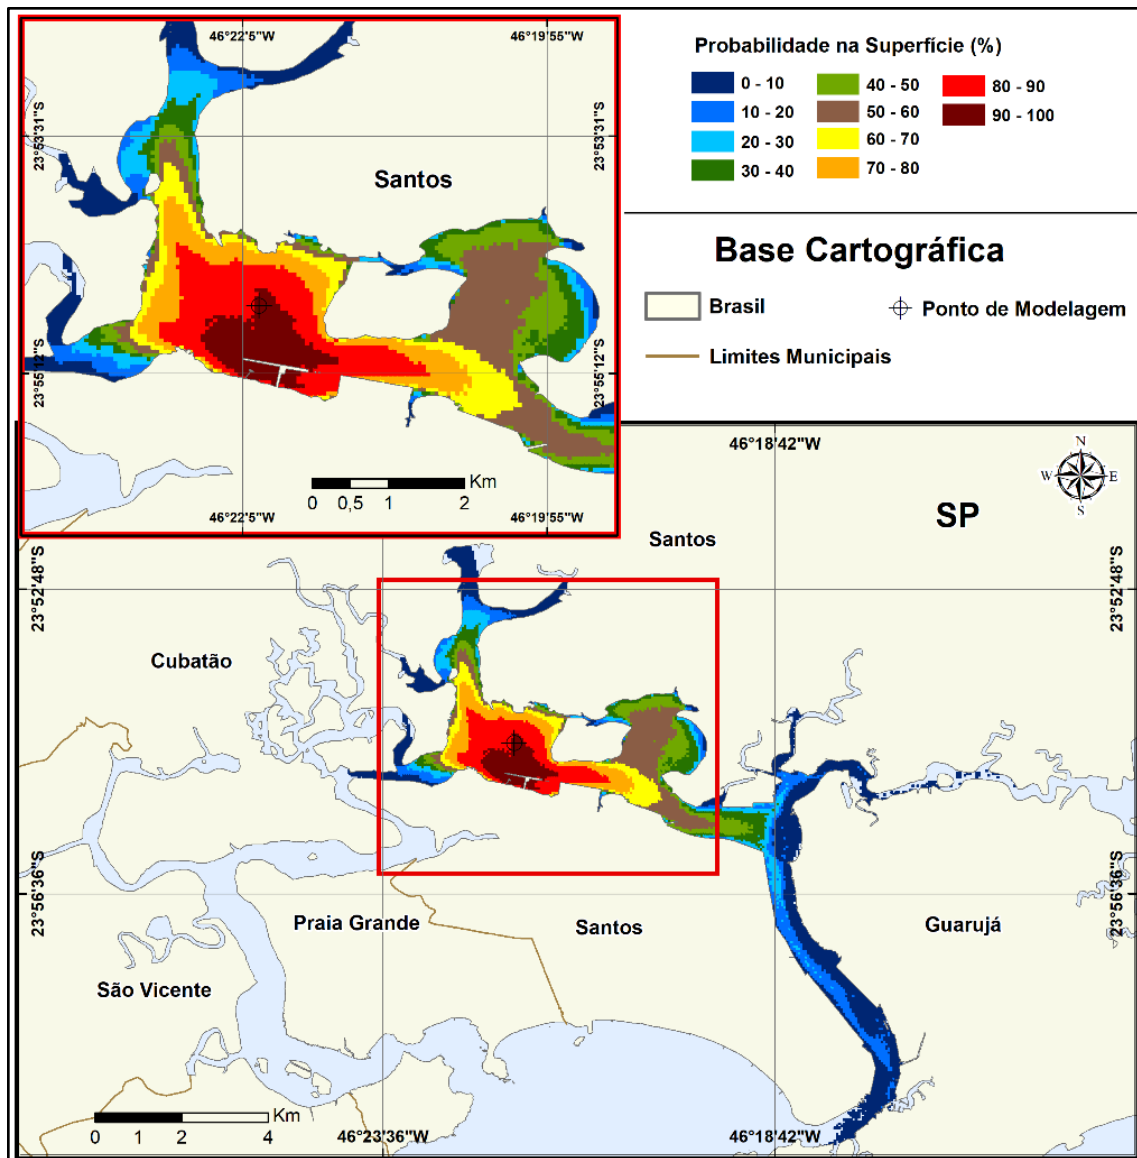 46°22'5"W
46°19'55"W
23°53'31"S
23°53'31"S
Santos
23°55'12"S
23°55'12"S
Km
0
0,5
1
2
46°22'5"W
46°19'55"W
Probabilidade na Superfície (%)
0 - 10
40 - 50
80 - 90
10 - 20
50 - 60
90 - 100
20 - 30
60 - 70
30 - 40
70 - 80
Base Cartográfica
Brasil
Ponto de Modelagem
Limites Municipais
46°18'42"W
N
W
E
S
SP
Santos
23°52'48"S
23°52'48"S
Cubatão
23°56'36"S
23°56'36"S
Praia Grande
Santos
Guarujá
São Vicente
Km
0
1
2
4
46°23'36"W
46°18'42"W